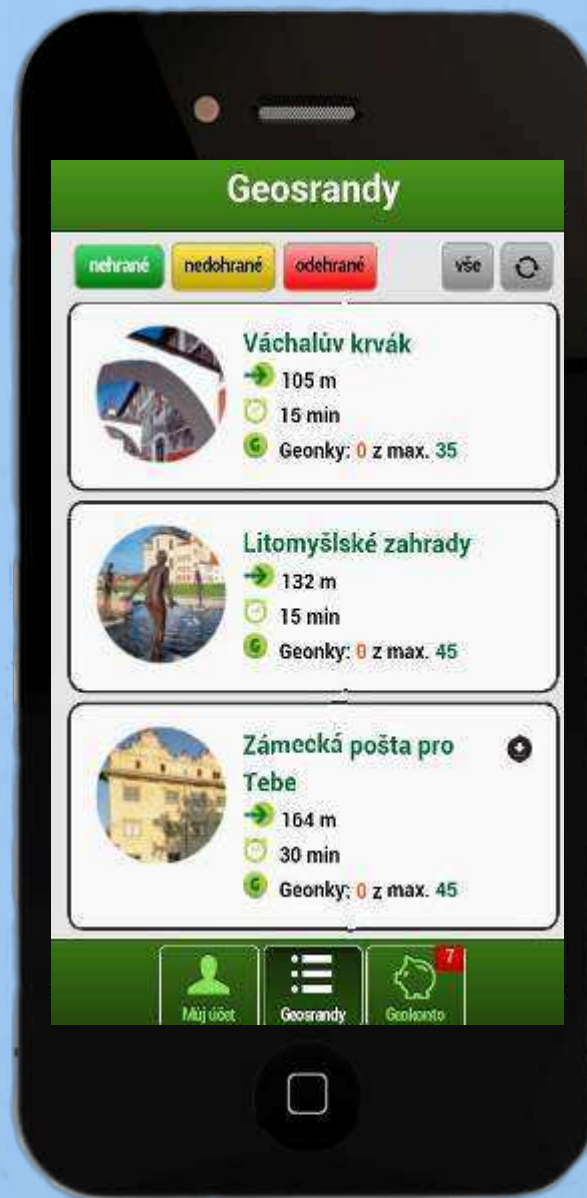 Geosrandy
nehrané nedohrané odehrané vše
Váchalův krvák
105 m
15 min
G Geonky: 0 z max. 35
Litomyšlské zahrady
132 m
15 min
G Geonky: 0 z max. 45
Zámecká pošta pro
Tebe
164 m
30 min
G Geonky: 0 z max. 45
7
Můj účet Geosrandy Geokonto